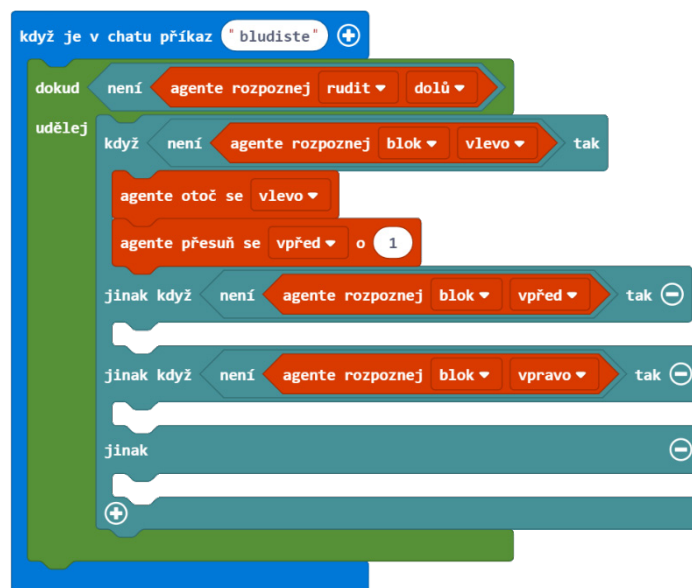 když je v chatu příkaz "bludiste"
dokud není agente rozpoznej rudit dolů
udělej
když není agente rozpoznej blok vlevo tak
agente otoč se vlevo
agente přesuň se vpřed o 1
jinak když není agente rozpoznej blok vpřed tak
jinak když není agente rozpoznej blok vpravo tak
jinak